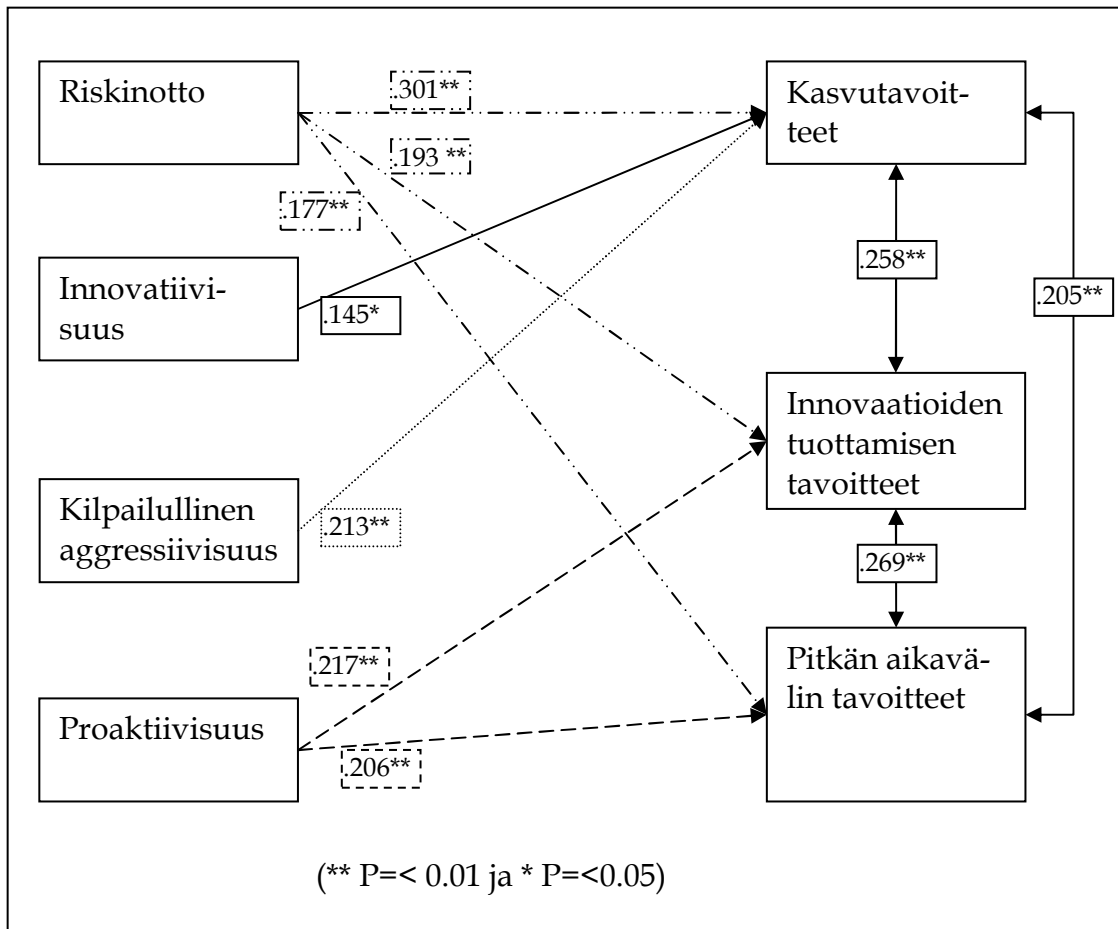 Riskinotto
.301**
Kasvutavoit-
teet
.193 **
.177**
Innovatiivi-
suus
.145*
.258**
.205**
Innovaatioiden
tuottamisen
tavoitteet
Kilpailullinen
aggressiivisuus
.213**
.269**
Pitkän aikavä-
lin tavoitteet
.217**
Proaktiivisuus
.206**
(** P=< 0.01 ja * P=<0.05)